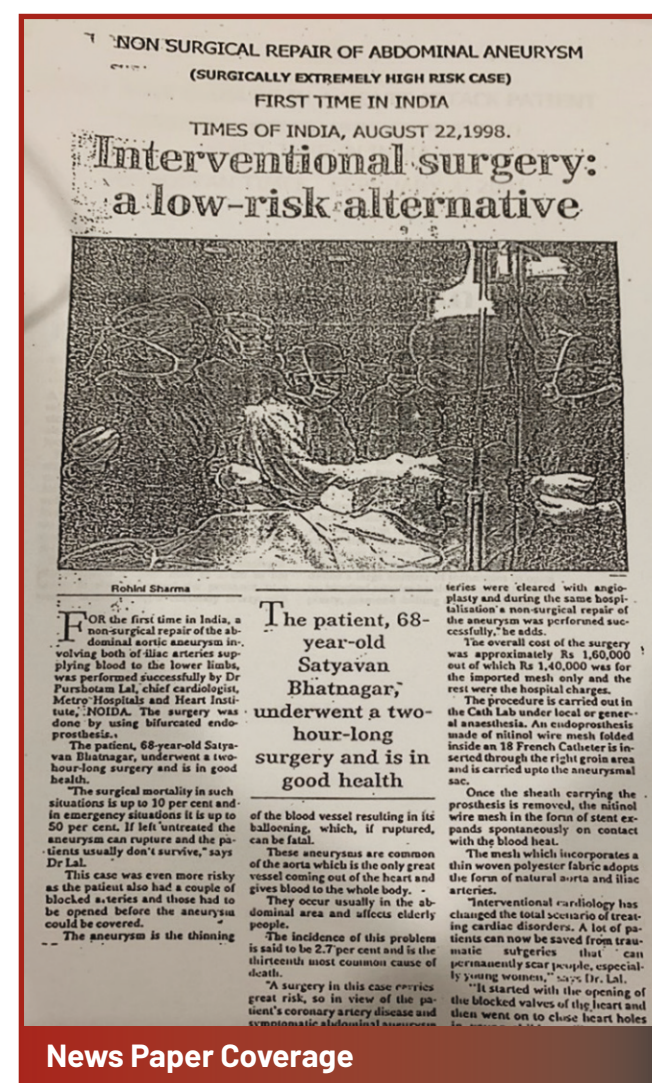 NON SURGICAL REPAIR OF ABDOMINAL ANEURYSM
(SURGICALLY EXTREMELY HIGH RISK CASE)
FIRST TIME IN INDIA
TIMES OF INDIA, AUGUST 22,1998.
Interventional surgery:
a low-risk alternative
Rohini Sharma
FOR the first time in India, a
non-surgical repair of the ab-
dominal aortic aneurysm in-
volving both of iliac arteries sup-
plying blood to the lower limbs,
was performed successfully by Dr
Purshotam Lal, chief cardiologist,
Metro Hospitals and Heart Insti-
tute, NOIDA. The surgery was
done by using bifurcated endo-
prosthesis.
The patient, 68-year-old Satya-
van Bhatnagar, underwent a two-
hour-long surgery and is in good
health.
"The surgical mortality in such
situations is up to 10 per cent and
in emergency situations it is up to
50 per cent. If left untreated the
aneurysm can rupture and the pa-
tients usually don't survive," says
Dr Lal.
This case was even more risky
as the patient also had a couple of
blocked arteries and those had to
be opened before the aneurysm
could be covered.
The aneurysm is the thinning
The patient, 68-
year-old
Satyavan
Bhatnagar,
underwent a two-
hour-long
surgery and is in
good health
of the blood vessel resulting in its
ballooning, which, if ruptured,
can be fatal.
These aneurysms are common
of the aorta which is the only great
vessel coming out of the heart and
gives blood to the whole body.
They occur usually in the ab-
dominal area and affects elderly
people.
The incidence of this problem
is said to be 2.7 per cent and is the
thirteenth most common cause of
death.
"A surgery in this case carries
great risk, so in view of the pa-
tient's coronary artery disease and
symptomatic abdominal aneurysm
teries were cleared with angio-
plasty and during the same hospi-
talisation a non-surgical repair of
the aneurysm was performed suc-
cessfully," he adds.
The overall cost of the surgery
was approximately Rs 1,60,000
out of which Rs 1,40,000 was for
the imported mesh only and the
rest were the hospital charges.
The procedure is carried out in
the Cath Lab under local or gener-
al anaesthesia. An endoprosthesis
made of nitinol wire mesh folded
inside an 18 French Catheter is in-
serted through the right groin area
and is carried upto the aneurysmal
sac.
Once the sheath carrying the
prosthesis is removed, the nitinol
wire mesh in the form of stent ex-
pands spontaneously on contact
with the blood heat.
The mesh which incorporates a
thin woven polyester fabric adopts
the form of natural aorta and iliac
arteries.
"Interventional cardiology has
changed the total scenario of treat-
ing cardiac disorders. A lot of pa-
tients can now be saved from trau-
matic surgeries that can
permanently scar people, especial-
ly young women," says Dr. Lal.
"It started with the opening of
the blocked valves of the heart and
then went on to close heart holes
News Paper Coverage